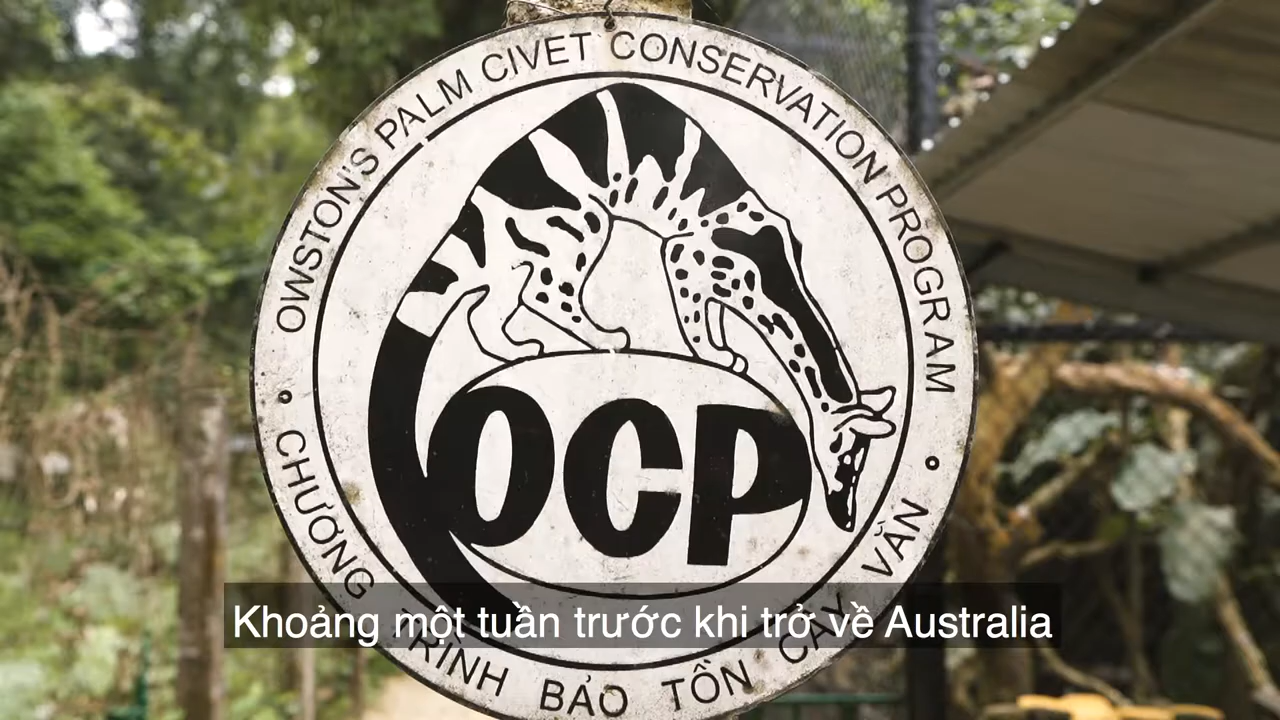 OWSTON'S PALM CIVET CONSERVATION PROGRAM
OCP
CHƯƠNG TRÌNH BẢO TỒN CẦY VẰN
Khoảng một tuần trước khi trở về Australia